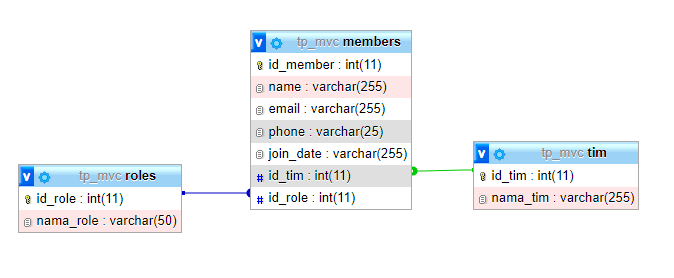 tp_mvc members
id_member : int(11)
name : varchar(255)
email : varchar(255)
phone : varchar(25)
join_date : varchar(255)
id_tim : int(11)
id_role : int(11)
tp_mvc roles
id_role : int(11)
nama_role : varchar(50)
tp_mvc tim
id_tim : int(11)
nama_tim : varchar(255)